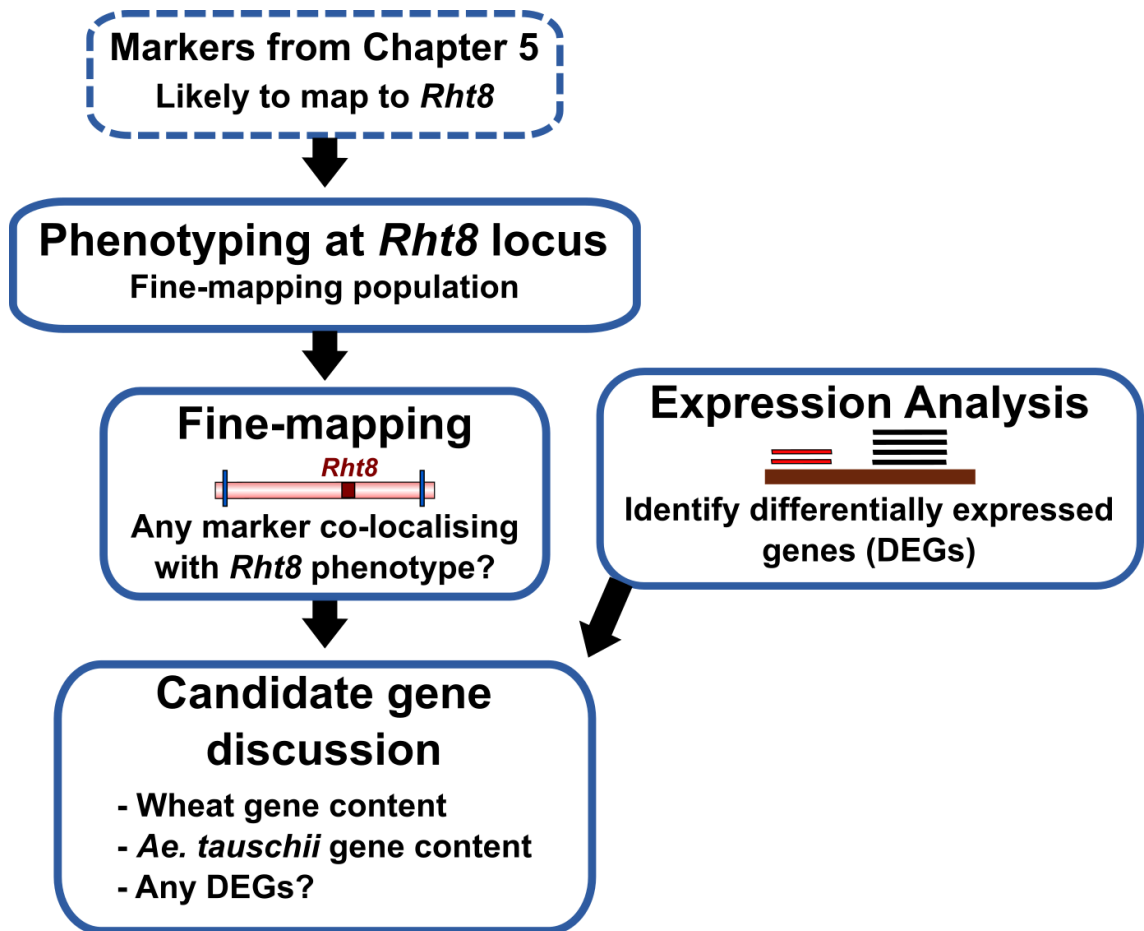 Markers from Chapter 5
Likely to map to Rht8
Phenotyping at Rht8 locus
Fine-mapping population
Fine-mapping
Rht8
Any marker co-localising
with Rht8 phenotype?
Expression Analysis
Identify differentially expressed
genes (DEGs)
Candidate gene
discussion
- Wheat gene content
- Ae. tauschii gene content
- Any DEGs?